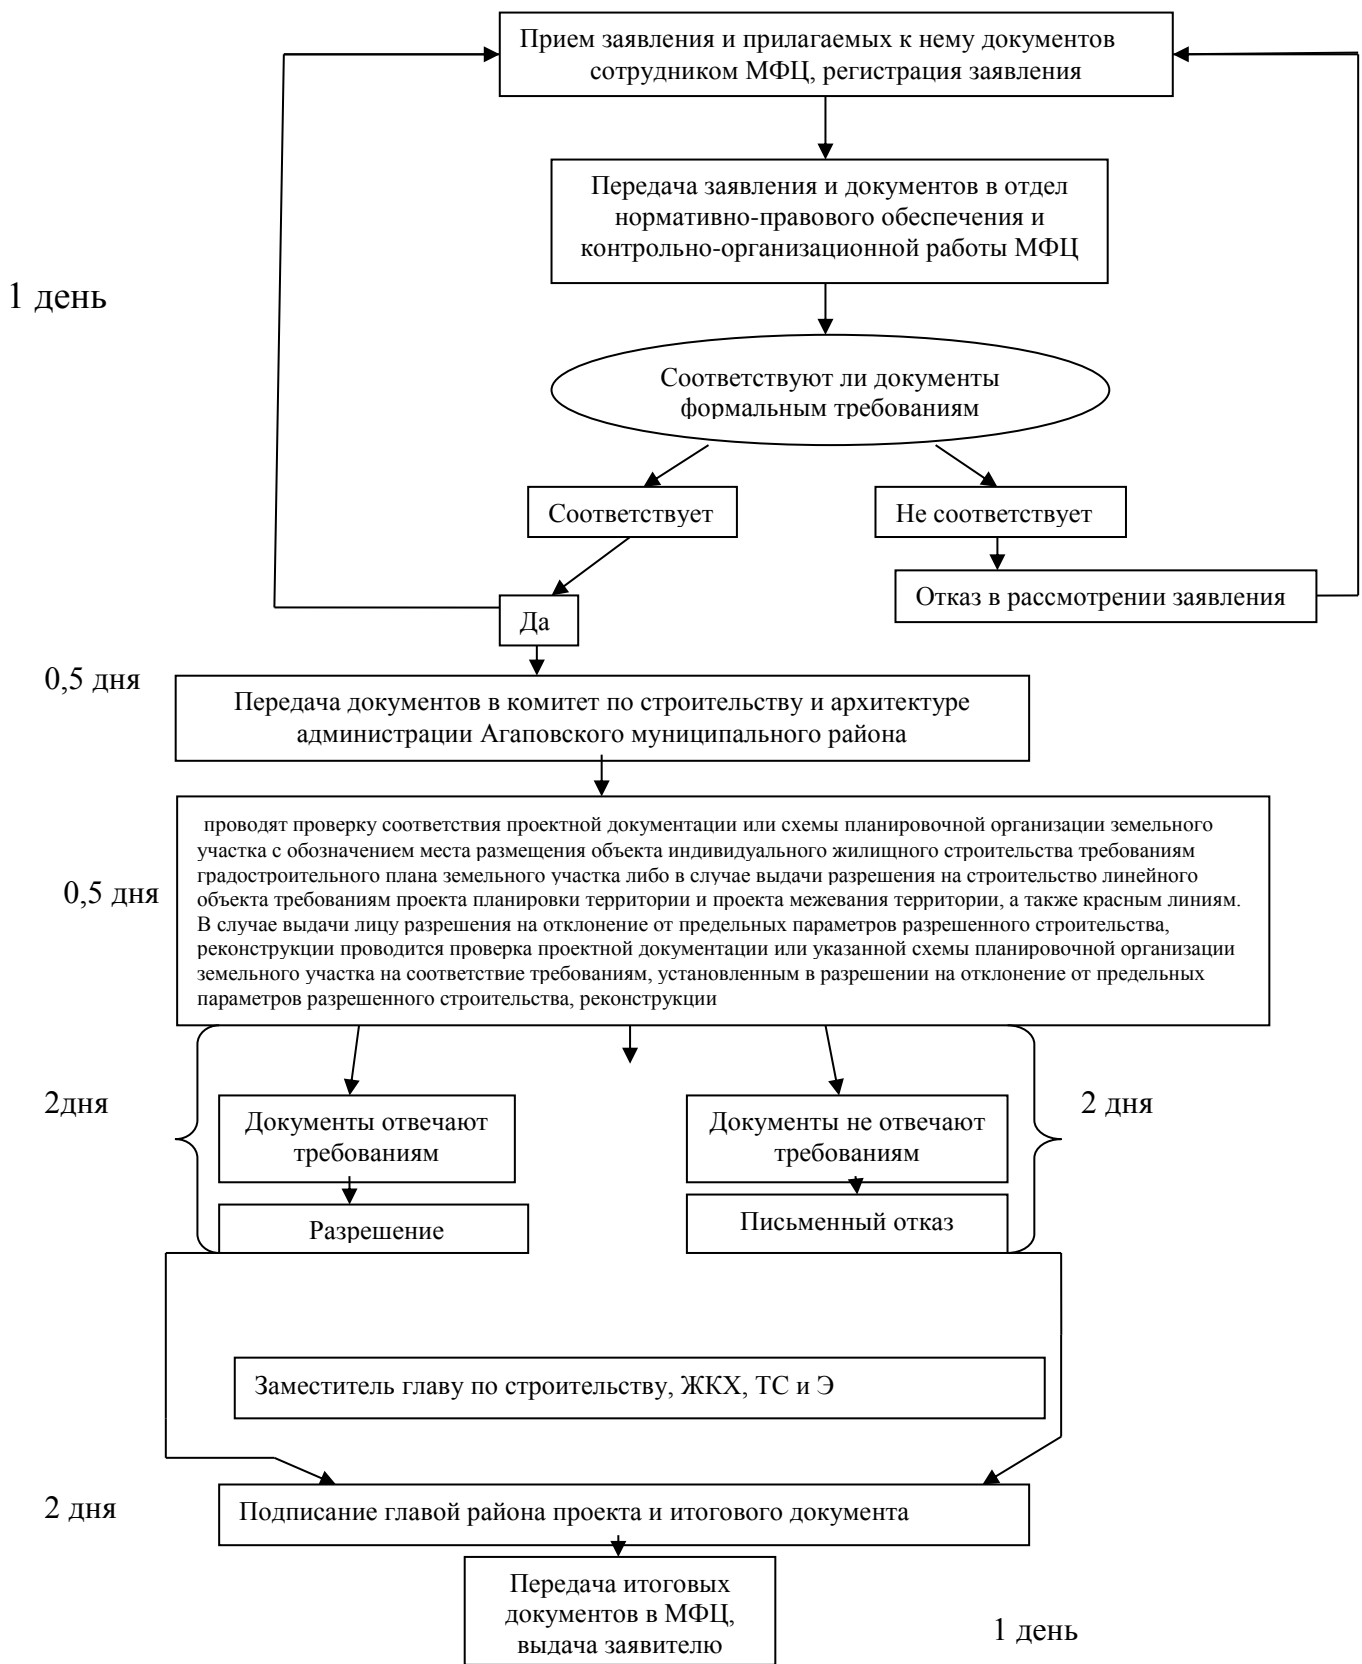 Прием заявления и прилагаемых к нему документов
сотрудником МФЦ, регистрация заявления
Передача заявления и документов в отдел
нормативно-правового обеспечения и
контрольно-организационной работы МФЦ
1 день
Соответствуют ли документы
формальным требованиям
Соответствует
Не соответствует
Отказ в рассмотрении заявления
Да
0,5 дня
Передача документов в комитет по строительству и архитектуре
администрации Агаповского муниципального района
проводят проверку соответствия проектной документации или схемы планировочной организации земельного
участка с обозначением места размещения объекта индивидуального жилищного строительства требованиям
градостроительного плана земельного участка либо в случае выдачи разрешения на строительство линейного
объекта требованиям проекта планировки территории и проекта межевания территории, а также красным линиям.
В случае выдачи лицу разрешения на отклонение от предельных параметров разрешенного строительства,
реконструкции проводится проверка проектной документации или указанной схемы планировочной организации
земельного участка на соответствие требованиям, установленным в разрешении на отклонение от предельных
параметров разрешенного строительства, реконструкции
0,5 дня
2дня
Документы отвечают
требованиям
Документы не отвечают
требованиям
2 дня
Разрешение
Письменный отказ
Заместитель главу по строительству, ЖКХ, ТС и Э
2 дня
Подписание главой района проекта и итогового документа
Передача итоговых
документов в МФЦ,
выдача заявителю
1 день